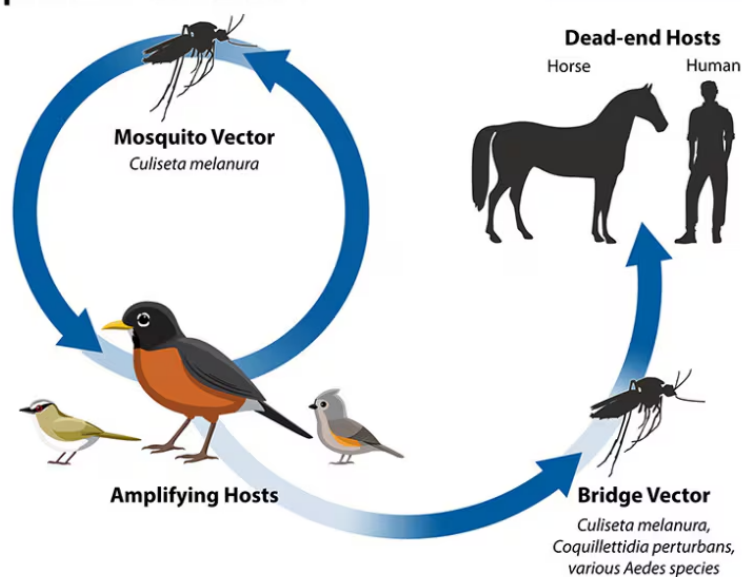 Mosquito Vector
Culiseta melanura
Dead-end Hosts
Horse
Human
Amplifying Hosts
Bridge Vector
Culiseta melanura,
Coquillettidia perturbans,
various Aedes species